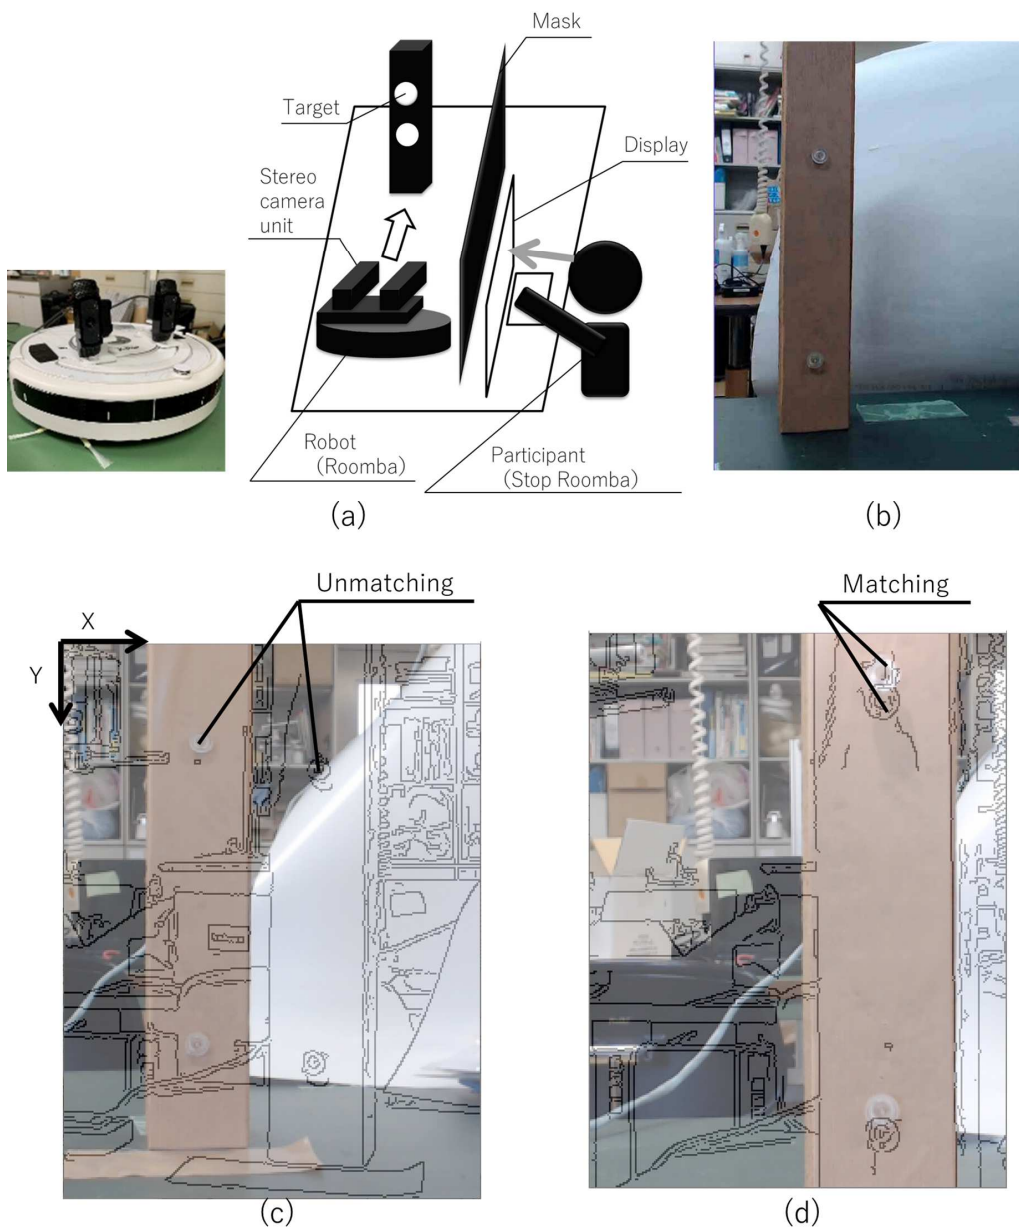 Mask
Target
Display
Stereo
camera
unit
Robot
(Roomba)
Participant
(Stop Roomba)
(a)
(b)
Unmatching
Matching
X
Y
(c)
(d)